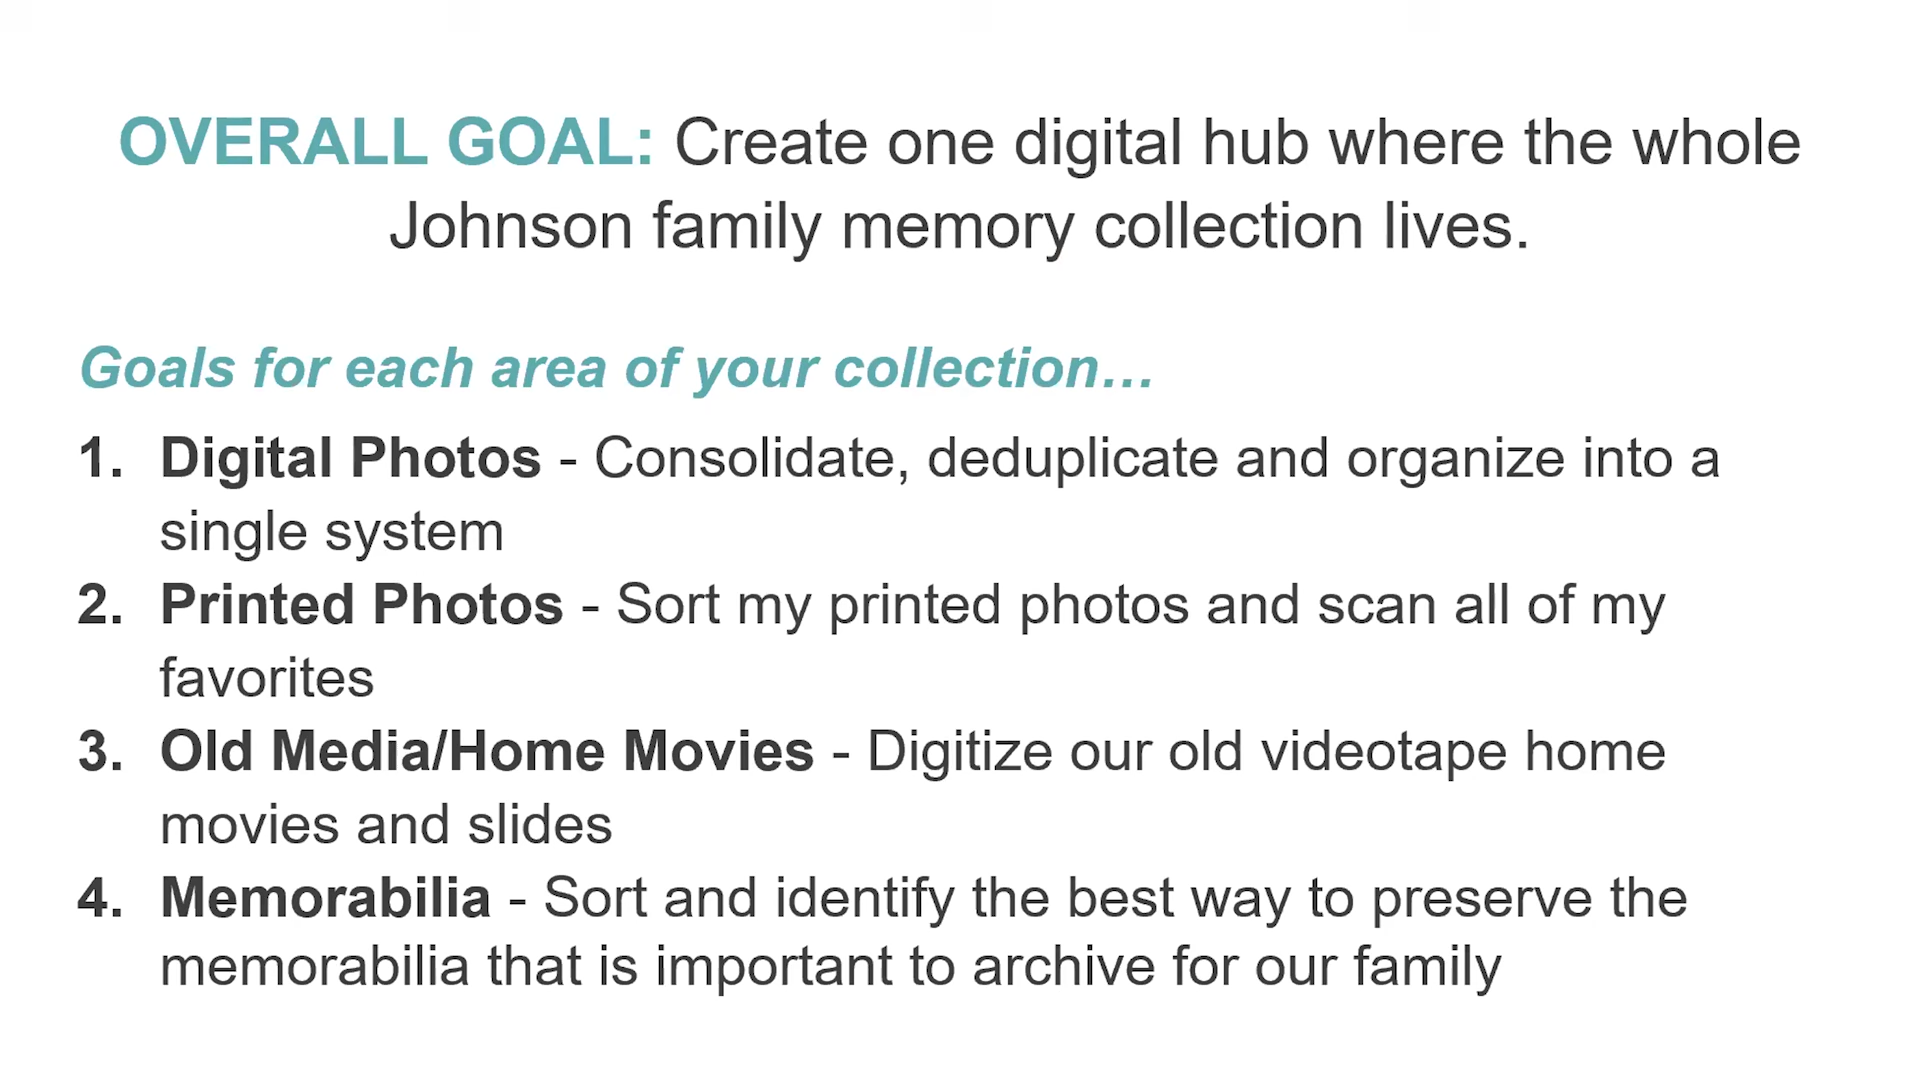 OVERALL GOAL: Create one digital hub where the whole
Johnson family memory collection lives.
Goals for each area of your collection...
1. Digital Photos - Consolidate, deduplicate and organize into a
single system
2. Printed Photos - Sort my printed photos and scan all of my
favorites
3. Old Media/Home Movies - Digitize our old videotape home
movies and slides
4. Memorabilia - Sort and identify the best way to preserve the
memorabilia that is important to archive for our family